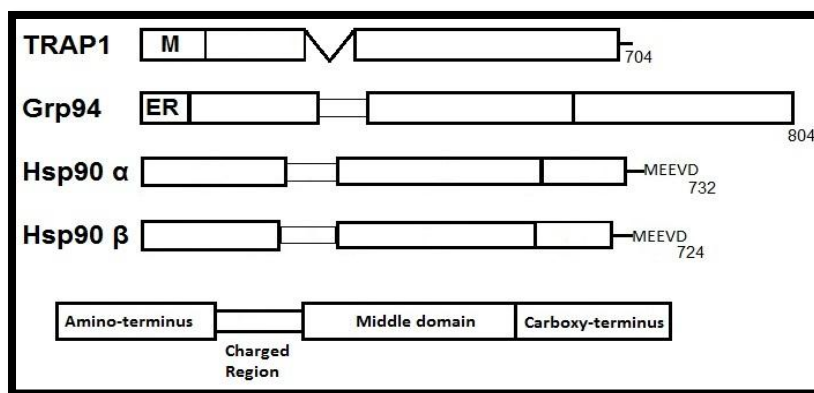 TRAP1 M
704
Grp94 ER
804
Hsp90 α MEEVD
732
Hsp90 β MEEVD
724
Amino-terminus Middle domain Carboxy-terminus
Charged
Region